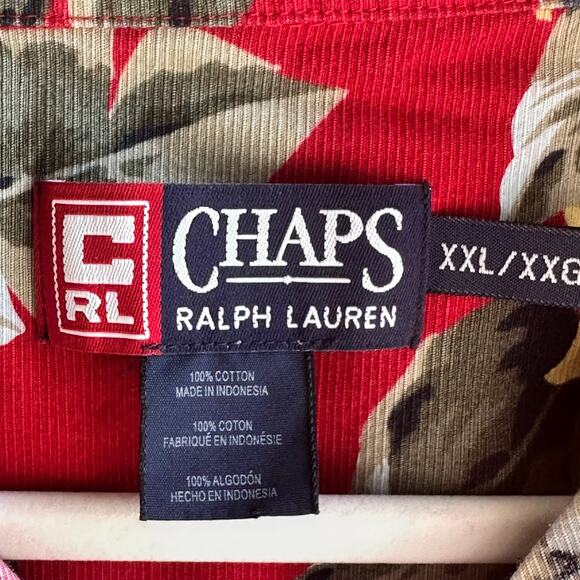 C
RL
CHAPS
RALPH LAUREN
XXL/XXG
100% COTTON
MADE IN INDONESIA
100% COTON
FABRIQUÉ EN INDONÉSIE
100% ALGODÓN
HECHO EN INDONESIA